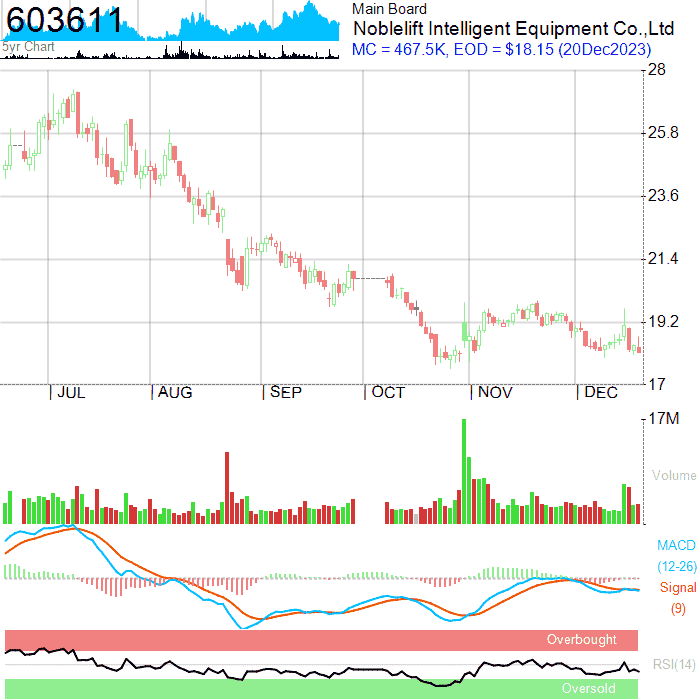 603611
5yr Chart
Main Board
Noblelift Intelligent Equipment Co.,Ltd
MC = 467.5K, EOD = $18.15 (20Dec2023)
28
25.8
23.6
21.4
19.2
17
JUL AUG SEP OCT NOV DEC
17M
Volume
MACD
(12-26)
Signal
(9)
Overbought
RSI(14)
Oversold